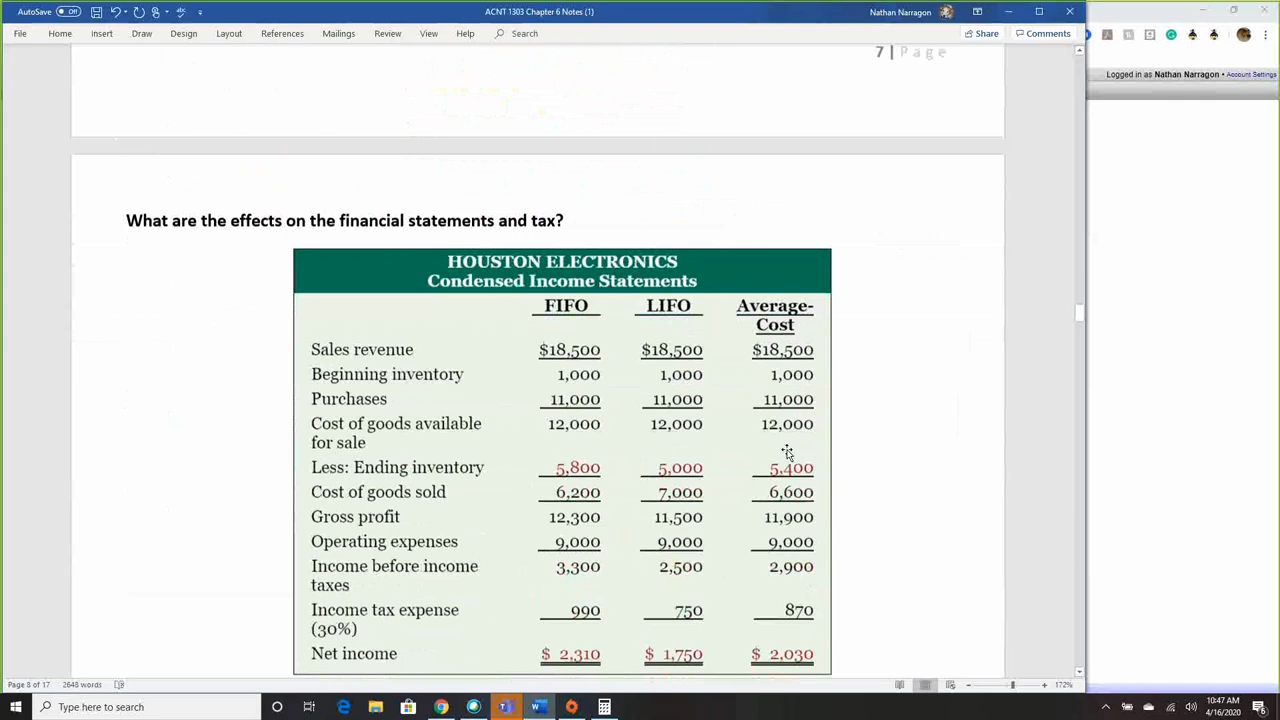 AutoSave Off
ACNT 1303 Chapter 6 Notes (1)
Nathan Narragon
File Home Insert Draw Design Layout References Mailings Review View Help Search
Share Comments
Logged in as Nathan Narragon • Account Settings
7 | Page
What are the effects on the financial statements and tax?
HOUSTON ELECTRONICS
Condensed Income Statements
FIFO LIFO Average-
Cost
Sales revenue $18,500 $18,500 $18,500
Beginning inventory 1,000 1,000 1,000
Purchases 11,000 11,000 11,000
Cost of goods available 12,000 12,000 12,000
for sale
Less: Ending inventory 5,800 5,000 5,400
Cost of goods sold 6,200 7,000 6,600
Gross profit 12,300 11,500 11,900
Operating expenses 9,000 9,000 9,000
Income before income 3,300 2,500 2,900
taxes
Income tax expense 990 750 870
(30%)
Net income $ 2,310 $ 1,750 $ 2,030
Page 8 of 17 2648 words
172%
Type here to search
10:47 AM
4/16/2020